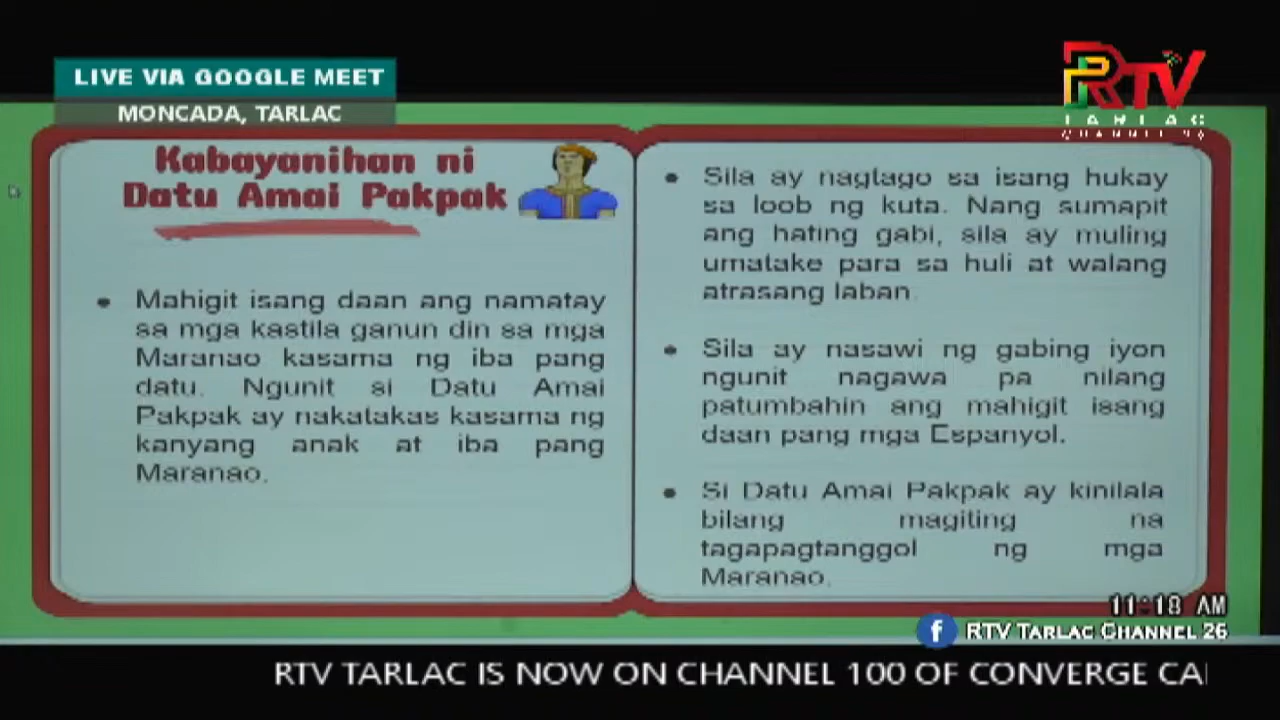 LIVE VIA GOOGLE MEET
MONCADA, TARLAC
RTV
TARLAC
CHANNEL 26
Kabayanihan ni
Datu Amai Pakpak
• Mahigit isang daan ang namatay
sa mga kastila ganun din sa mga
Maranao kasama ng iba pang
datu. Ngunit si Datu Amai
Pakpak ay nakatakas kasama ng
kanyang anak at iba pang
Maranao.
• Sila ay nagtago sa isang hukay
sa loob ng kuta. Nang sumapit
ang hating gabi, sila ay muling
umatake para sa huli at walang
atrasang laban.
• Sila ay nasawi ng gabing iyon
ngunit nagawa pa nilang
patumbahin ang mahigit isang
daan pang mga Espanyol.
• Si Datu Amai Pakpak ay kinilala
bilang magiting na
tagapagtanggol ng mga
Maranao.
11:18 AM
f RTV TARLAC CHANNEL 26
RTV TARLAC IS NOW ON CHANNEL 100 OF CONVERGE CA